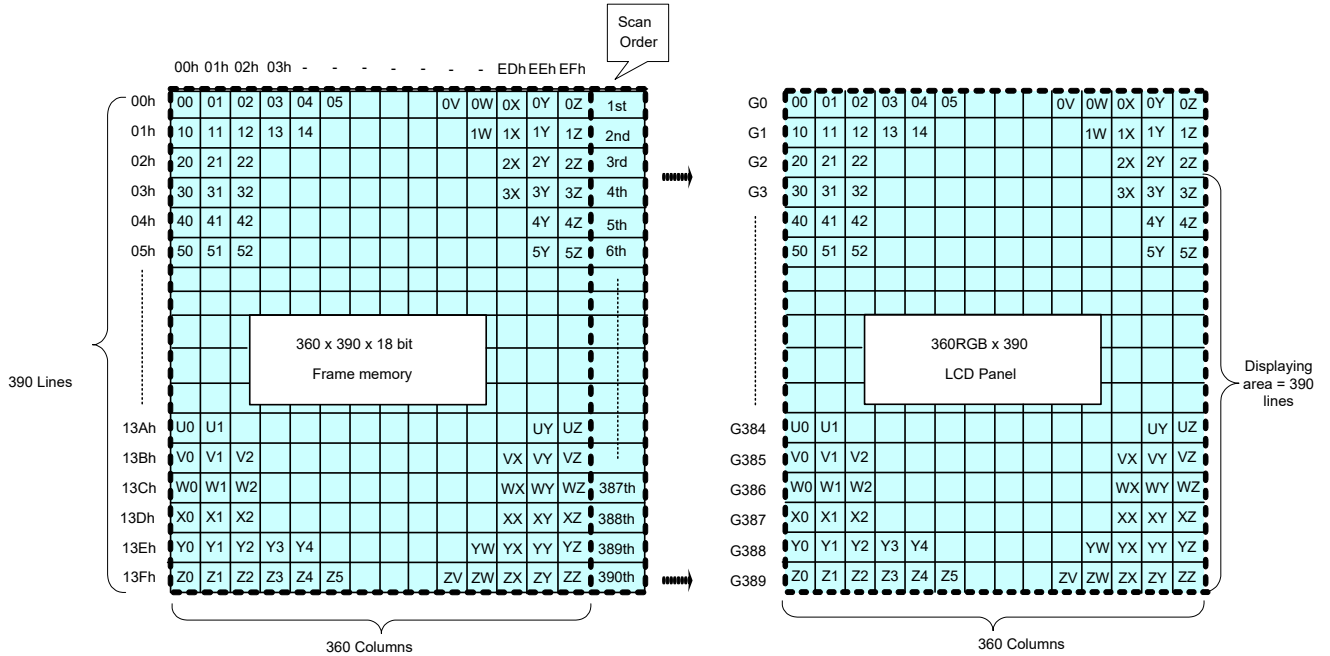 Scan
Order
00h 01h 02h 03h - - - - - - - EDh EEh EFh
00h 00 01 02 03 04 05 0V 0W 0X 0Y 0Z 1st
01h 10 11 12 13 14 1W 1X 1Y 1Z 2nd
02h 20 21 22 2X 2Y 2Z 3rd
03h 30 31 32 3X 3Y 3Z 4th
04h 40 41 42 4Y 4Z 5th
05h 50 51 52 5Y 5Z 6th
360 x 390 x 18 bit
Frame memory
390 Lines
13Ah U0 U1 UY UZ
13Bh V0 V1 V2 VX VY VZ
13Ch W0 W1 W2 WX WY WZ 387th
13Dh X0 X1 X2 XX XY XZ 388th
13Eh Y0 Y1 Y2 Y3 Y4 YW YX YY YZ 389th
13Fh Z0 Z1 Z2 Z3 Z4 Z5 ZV ZW ZX ZY ZZ 390th
360 Columns
G0 00 01 02 03 04 05 0V 0W 0X 0Y 0Z
G1 10 11 12 13 14 1W 1X 1Y 1Z
G2 20 21 22 2X 2Y 2Z
G3 30 31 32 3X 3Y 3Z
40 41 42 4Y 4Z
50 51 52 5Y 5Z
360RGB x 390
LCD Panel
Displaying
area = 390
lines
G384 U0 U1 UY UZ
G385 V0 V1 V2 VX VY VZ
G386 W0 W1 W2 WX WY WZ
G387 X0 X1 X2 XX XY XZ
G388 Y0 Y1 Y2 Y3 Y4 YW YX YY YZ
G389 Z0 Z1 Z2 Z3 Z4 Z5 ZV ZW ZX ZY ZZ
360 Columns